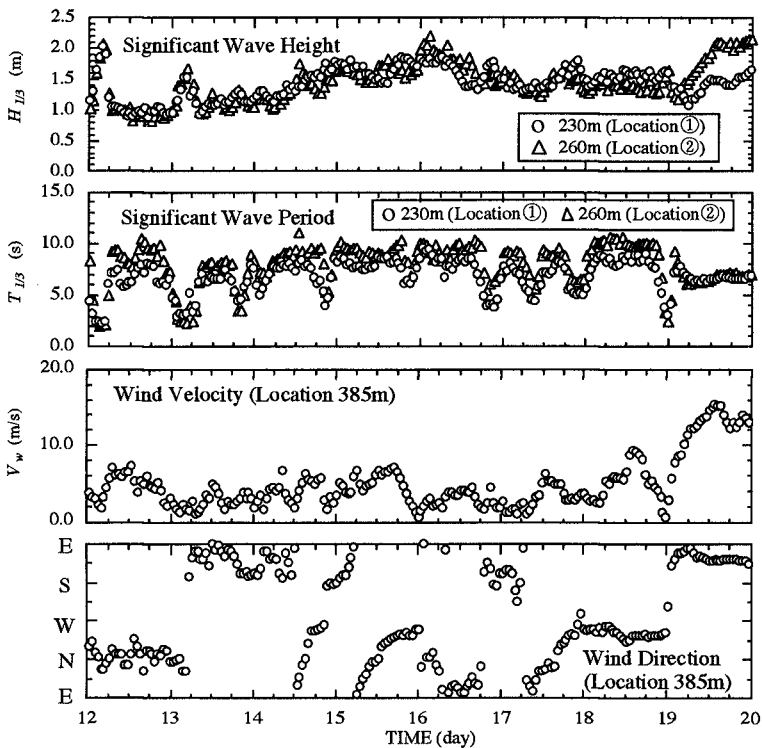 2.5
2.0
1.5
1.0
0.5
0.0
H1/3 (m)
Significant Wave Height
230m (Location①)
260m (Location②)
15.0
10.0
5.0
0.0
T1/3 (s)
Significant Wave Period
230m (Location①) 260m (Location②)
20.0
10.0
0.0
Vw (m/s)
Wind Velocity (Location 385m)
E
S
W
N
E
Wind Direction
(Location 385m)
12 13 14 15 16 17 18 19 20
TIME (day)